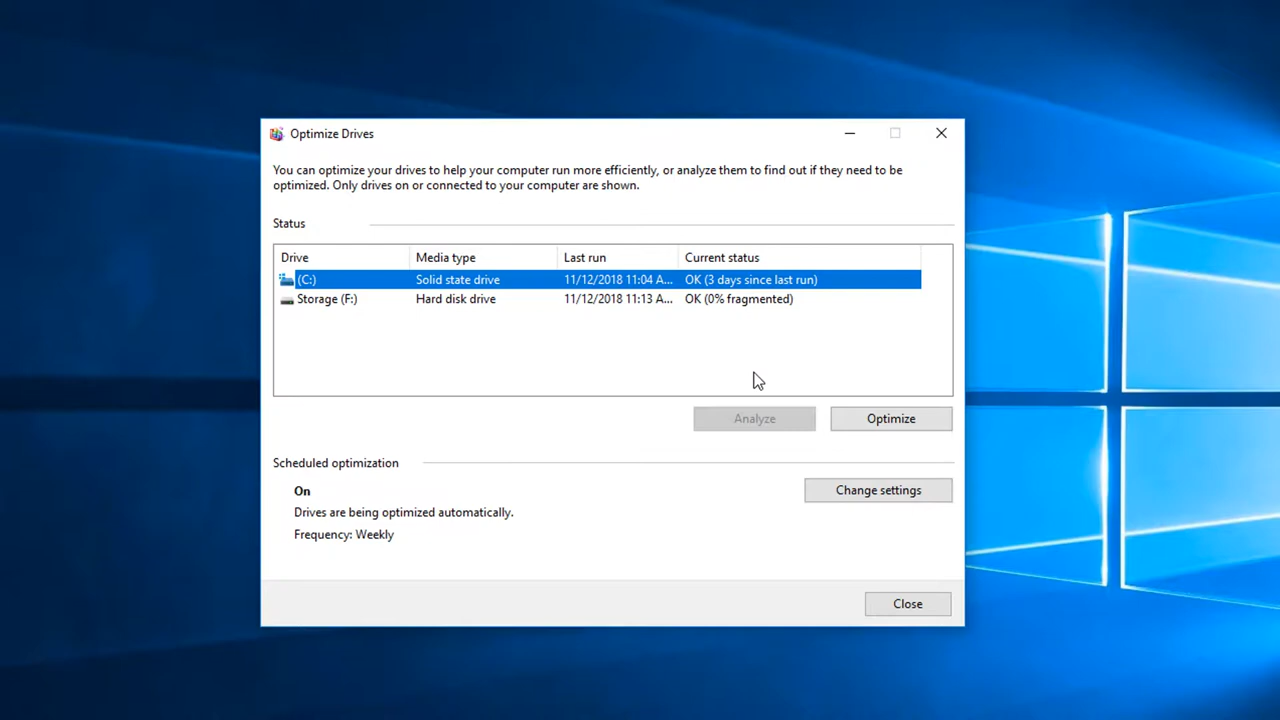 Optimize Drives
You can optimize your drives to help your computer run more efficiently, or analyze them to find out if they need to be
optimized. Only drives on or connected to your computer are shown.
Status
Drive Media type Last run Current status
(C:) Solid state drive 11/12/2018 11:04 A... OK (3 days since last run)
Storage (F:) Hard disk drive 11/12/2018 11:13 A... OK (0% fragmented)
Analyze Optimize
Scheduled optimization
On
Change settings
Drives are being optimized automatically.
Frequency: Weekly
Close